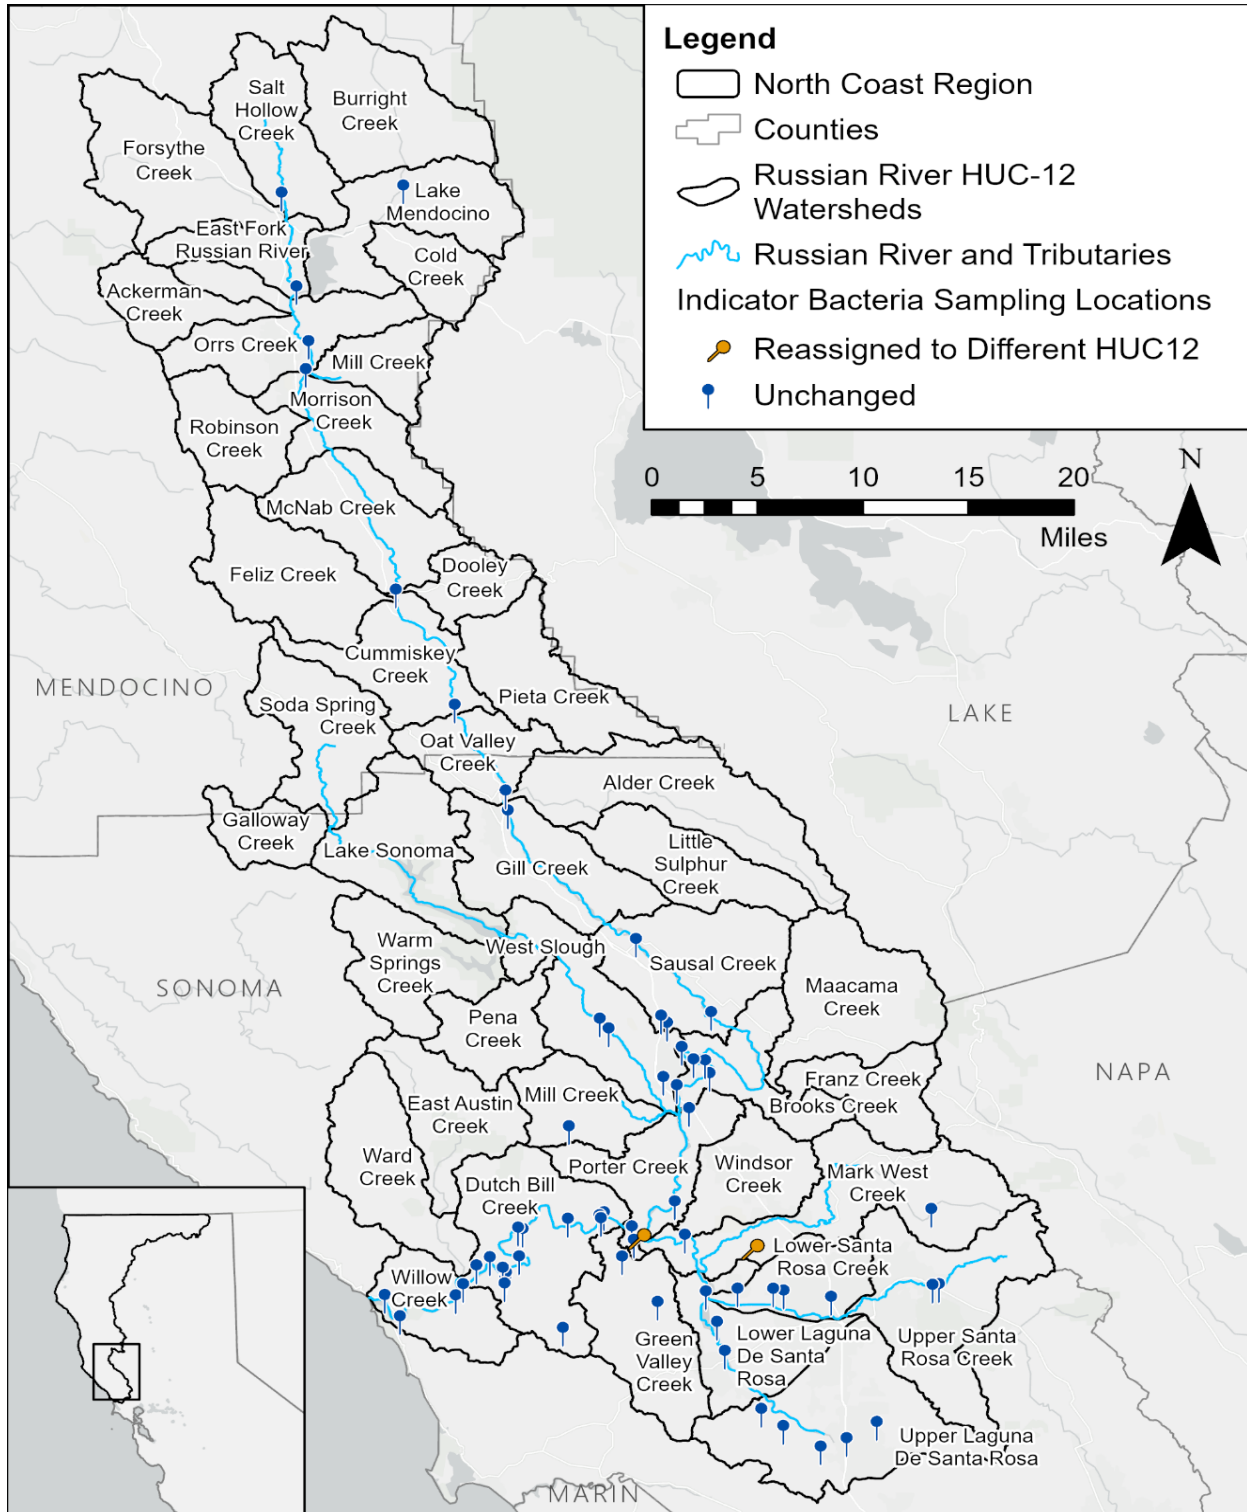 Legend
North Coast Region
Counties
Russian River HUC-12
Watersheds
Russian River and Tributaries
Indicator Bacteria Sampling Locations
Reassigned to Different HUC12
Unchanged
0 5 10 15 20
Miles
N
Salt
Hollow
Creek
Burright
Creek
Forsythe
Creek
Lake
Mendocino
East Fork
Russian River
Cold
Creek
Ackerman
Creek
Orrs Creek
Mill Creek
Morrison
Creek
Robinson
Creek
McNab Creek
Feliz Creek
Dooley
Creek
Cummiskey
Creek
MENDOCINO
Soda Spring
Creek
Pieta Creek
LAKE
Oat Valley
Creek
Alder Creek
Galloway
Creek
Lake Sonoma
Little
Sulphur
Creek
Gill Creek
Warm
Springs
Creek
West Slough
Sausal Creek
SONOMA
Maacama
Creek
Pena
Creek
NAPA
Franz Creek
East Austin
Creek
Mill Creek
Brooks Creek
Ward
Creek
Porter Creek
Windsor
Creek
Mark West
Creek
Dutch Bill
Creek
Lower Santa
Rosa Creek
Willow
Creek
Green
Valley
Creek
Lower Laguna
De Santa
Rosa
Upper Santa
Rosa Creek
Upper Laguna
De Santa Rosa
MARIN